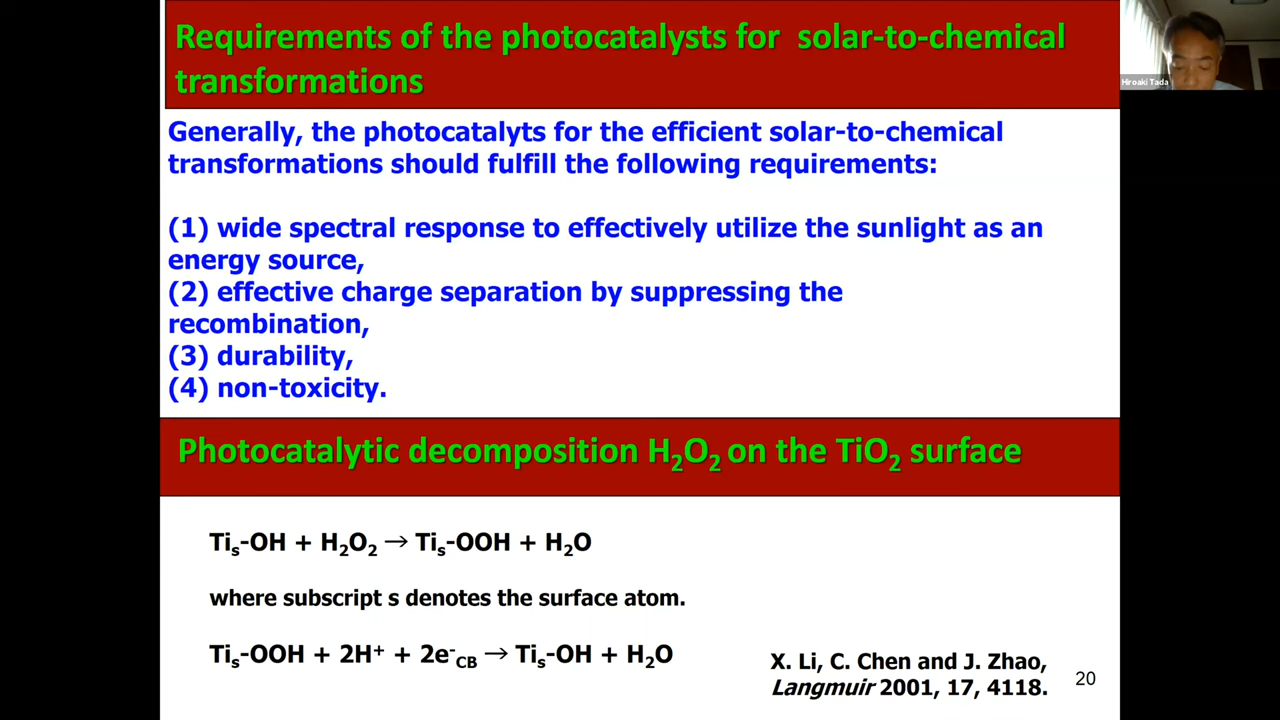 Requirements of the photocatalysts for solar-to-chemical
transformations
Hiroaki Tada
Generally, the photocatalyts for the efficient solar-to-chemical
transformations should fulfill the following requirements:
(1) wide spectral response to effectively utilize the sunlight as an
energy source,
(2) effective charge separation by suppressing the
recombination,
(3) durability,
(4) non-toxicity.
Photocatalytic decomposition H₂O₂ on the TiO₂ surface
Tiₛ-OH + H₂O₂ → Tiₛ-OOH + H₂O
where subscript s denotes the surface atom.
Tiₛ-OOH + 2H⁺ + 2e⁻CB → Tiₛ-OH + H₂O
X. Li, C. Chen and J. Zhao,
Langmuir 2001, 17, 4118.
20